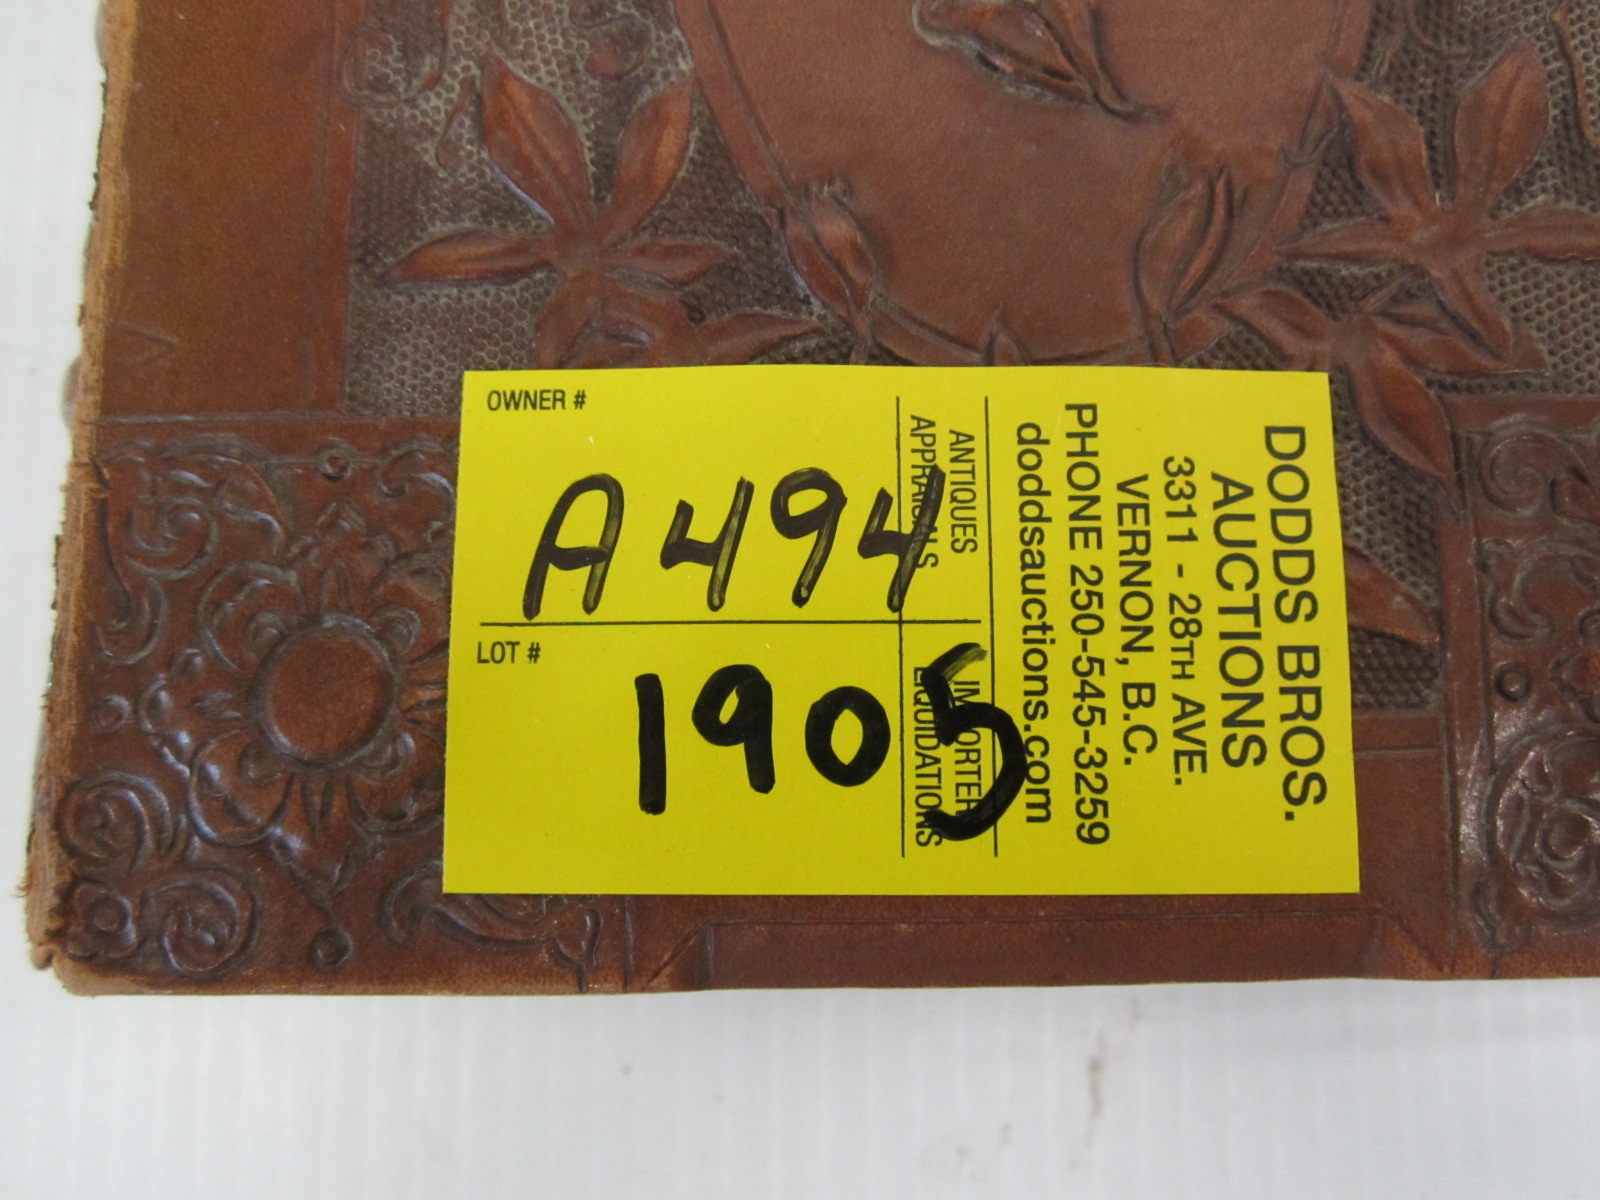 OWNER #
A494
LOT #
1905
ANTIQUES
APPRAISALS
IMPORTERS
LIQUIDATIONS
DODDS BROS.
AUCTIONS
3311 - 28TH AVE.
VERNON, B.C.
PHONE 250-545-3259
doddsauctions.com